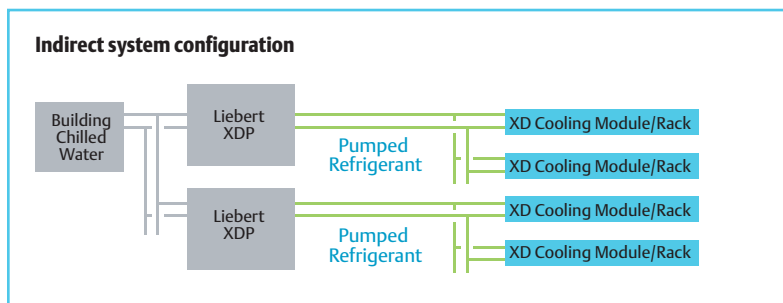 Indirect system configuration
Building
Chilled
Water
Liebert
XDP
Pumped
Refrigerant
XD Cooling Module/Rack
XD Cooling Module/Rack
Liebert
XDP
Pumped
Refrigerant
XD Cooling Module/Rack
XD Cooling Module/Rack